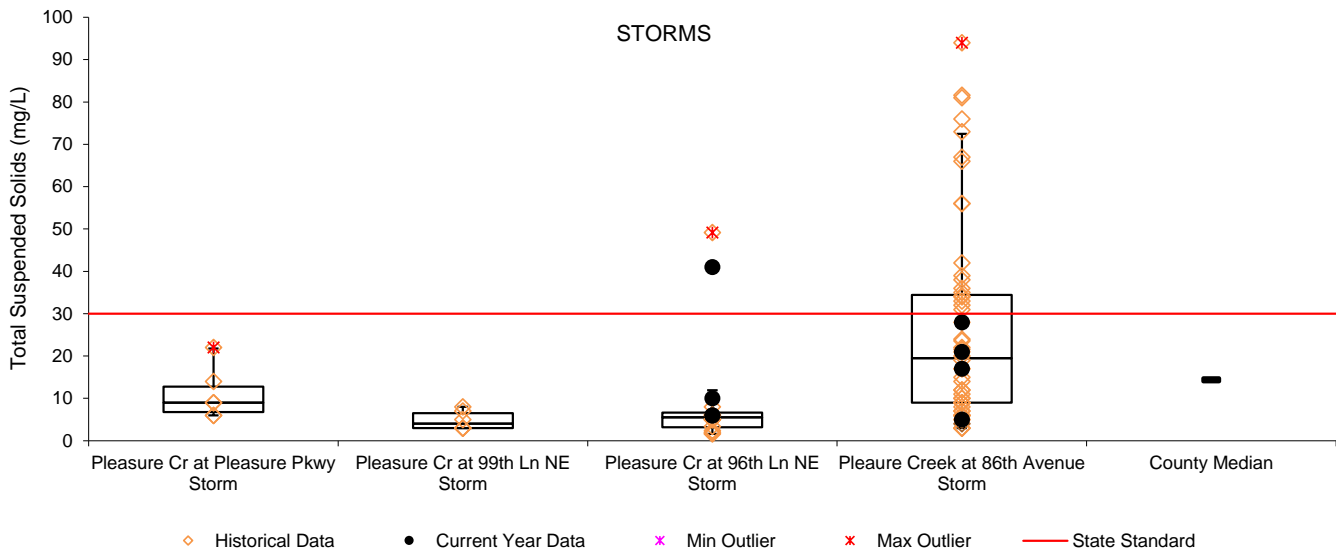 STORMS
Total Suspended Solids (mg/L)
100
90
80
70
60
50
40
30
20
10
0
Pleasure Cr at Pleasure Pkwy
Storm
Pleasure Cr at 99th Ln NE
Storm
Pleasure Cr at 96th Ln NE
Storm
Pleaure Creek at 86th Avenue
Storm
County Median
Historical Data
Current Year Data
Min Outlier
Max Outlier
State Standard